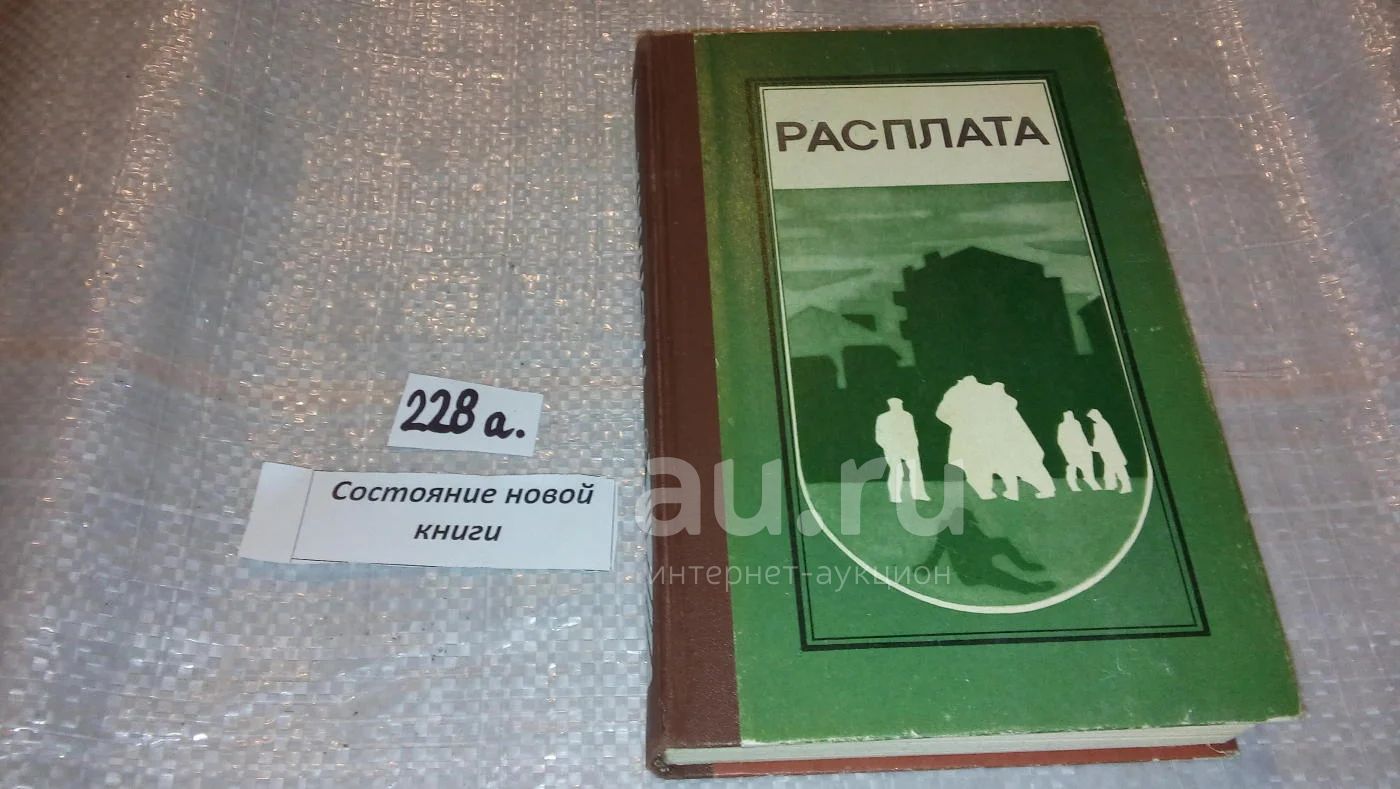 РАСПЛАТА
228 а.
Состояние новой
книги
au.ru
интернет-аукцион